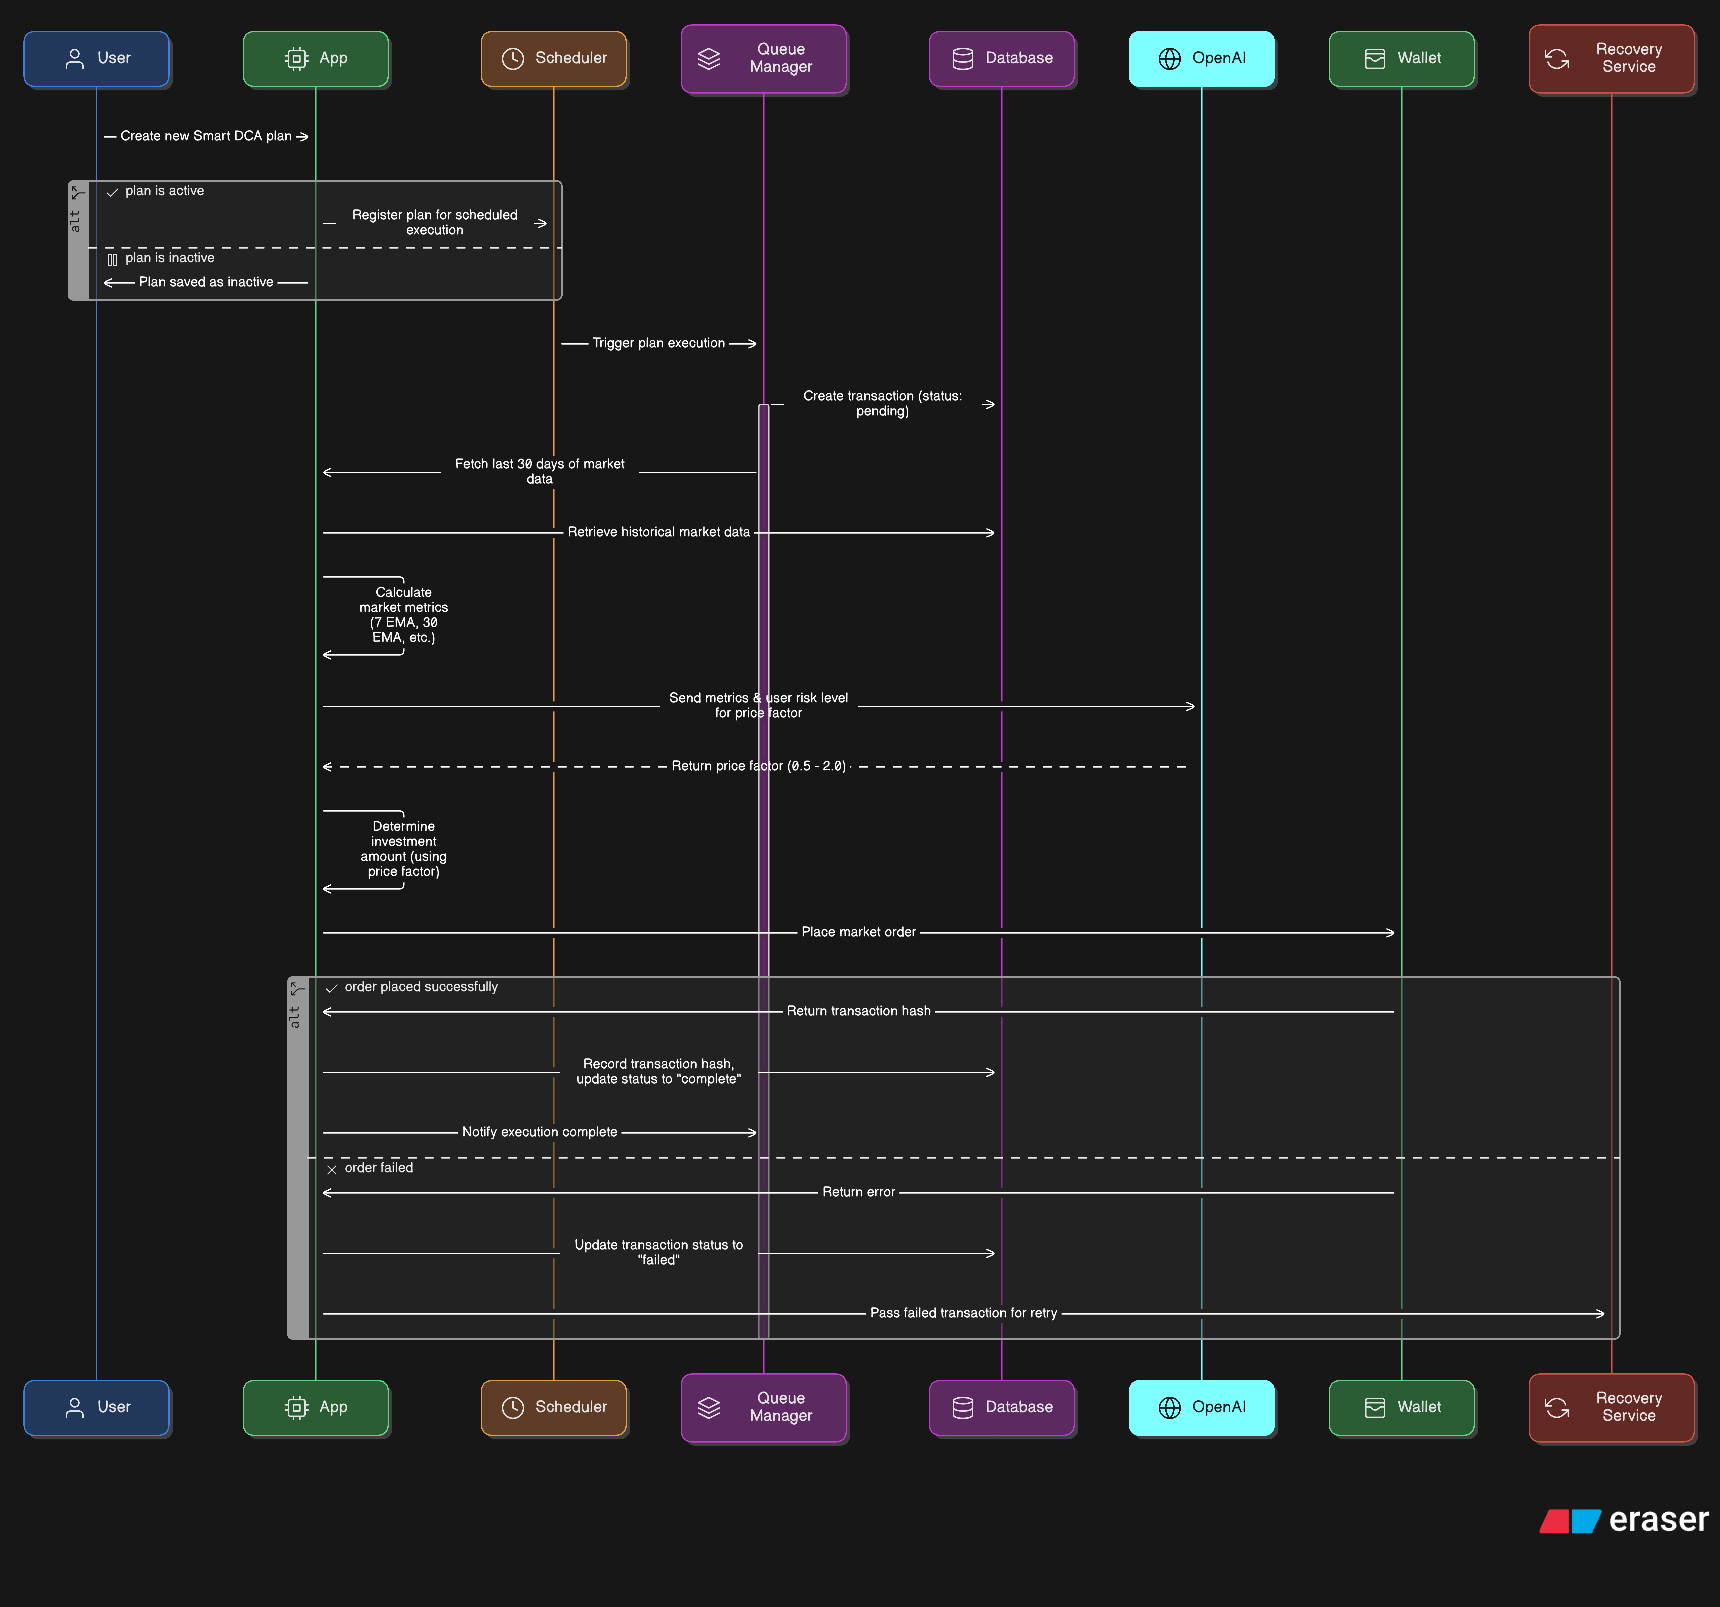 User
App
Scheduler
Queue
Manager
Database
OpenAI
Wallet
Recovery
Service
Create new Smart DCA plan
alt
plan is active
Register plan for scheduled
execution
plan is inactive
Plan saved as inactive
Trigger plan execution
Create transaction (status:
pending)
Fetch last 30 days of market
data
Retrieve historical market data
Calculate
market metrics
(7 EMA, 30
EMA, etc.)
Send metrics & user risk level
for price factor
Return price factor (0.5 - 2.0)
Determine
investment
amount (using
price factor)
Place market order
alt
order placed successfully
Return transaction hash
Record transaction hash,
update status to "complete"
Notify execution complete
order failed
Return error
Update transaction status to
"failed"
Pass failed transaction for retry
User
App
Scheduler
Queue
Manager
Database
OpenAI
Wallet
Recovery
Service
eraser